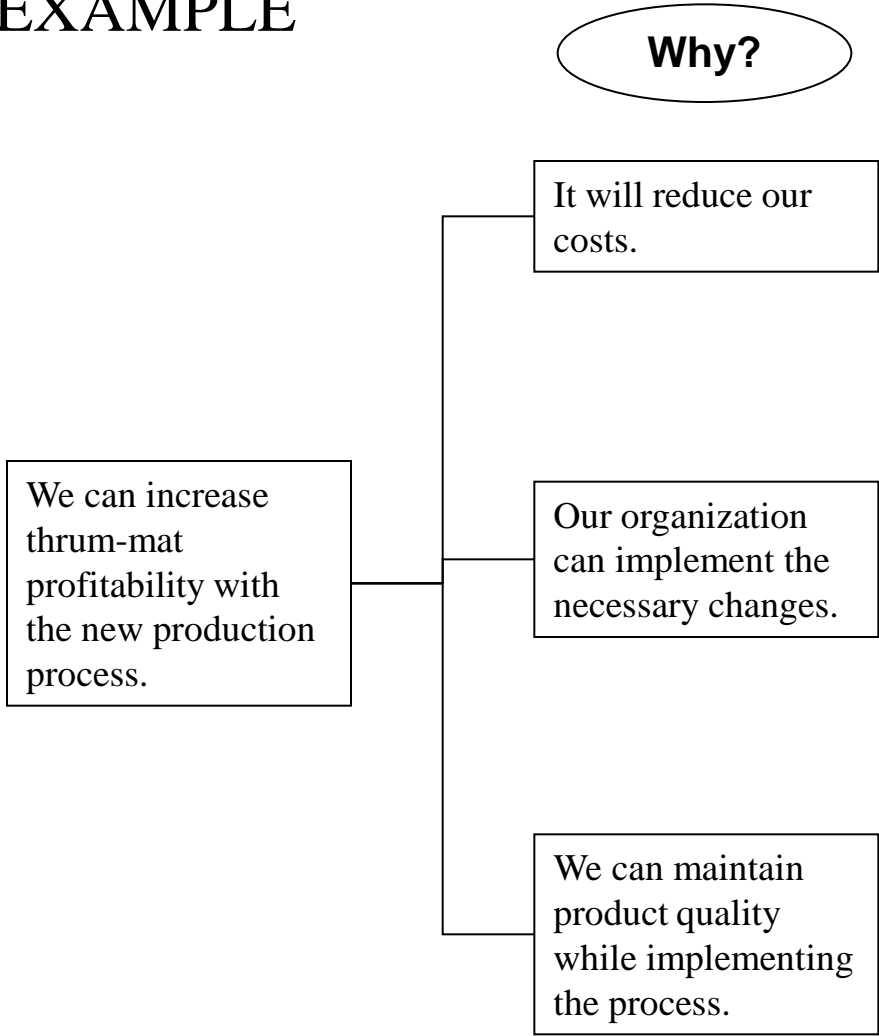 EXAMPLE
Why?
It will reduce our
costs.
We can increase
thrum-mat
profitability with
the new production
process.
Our organization
can implement the
necessary changes.
We can maintain
product quality
while implementing
the process.